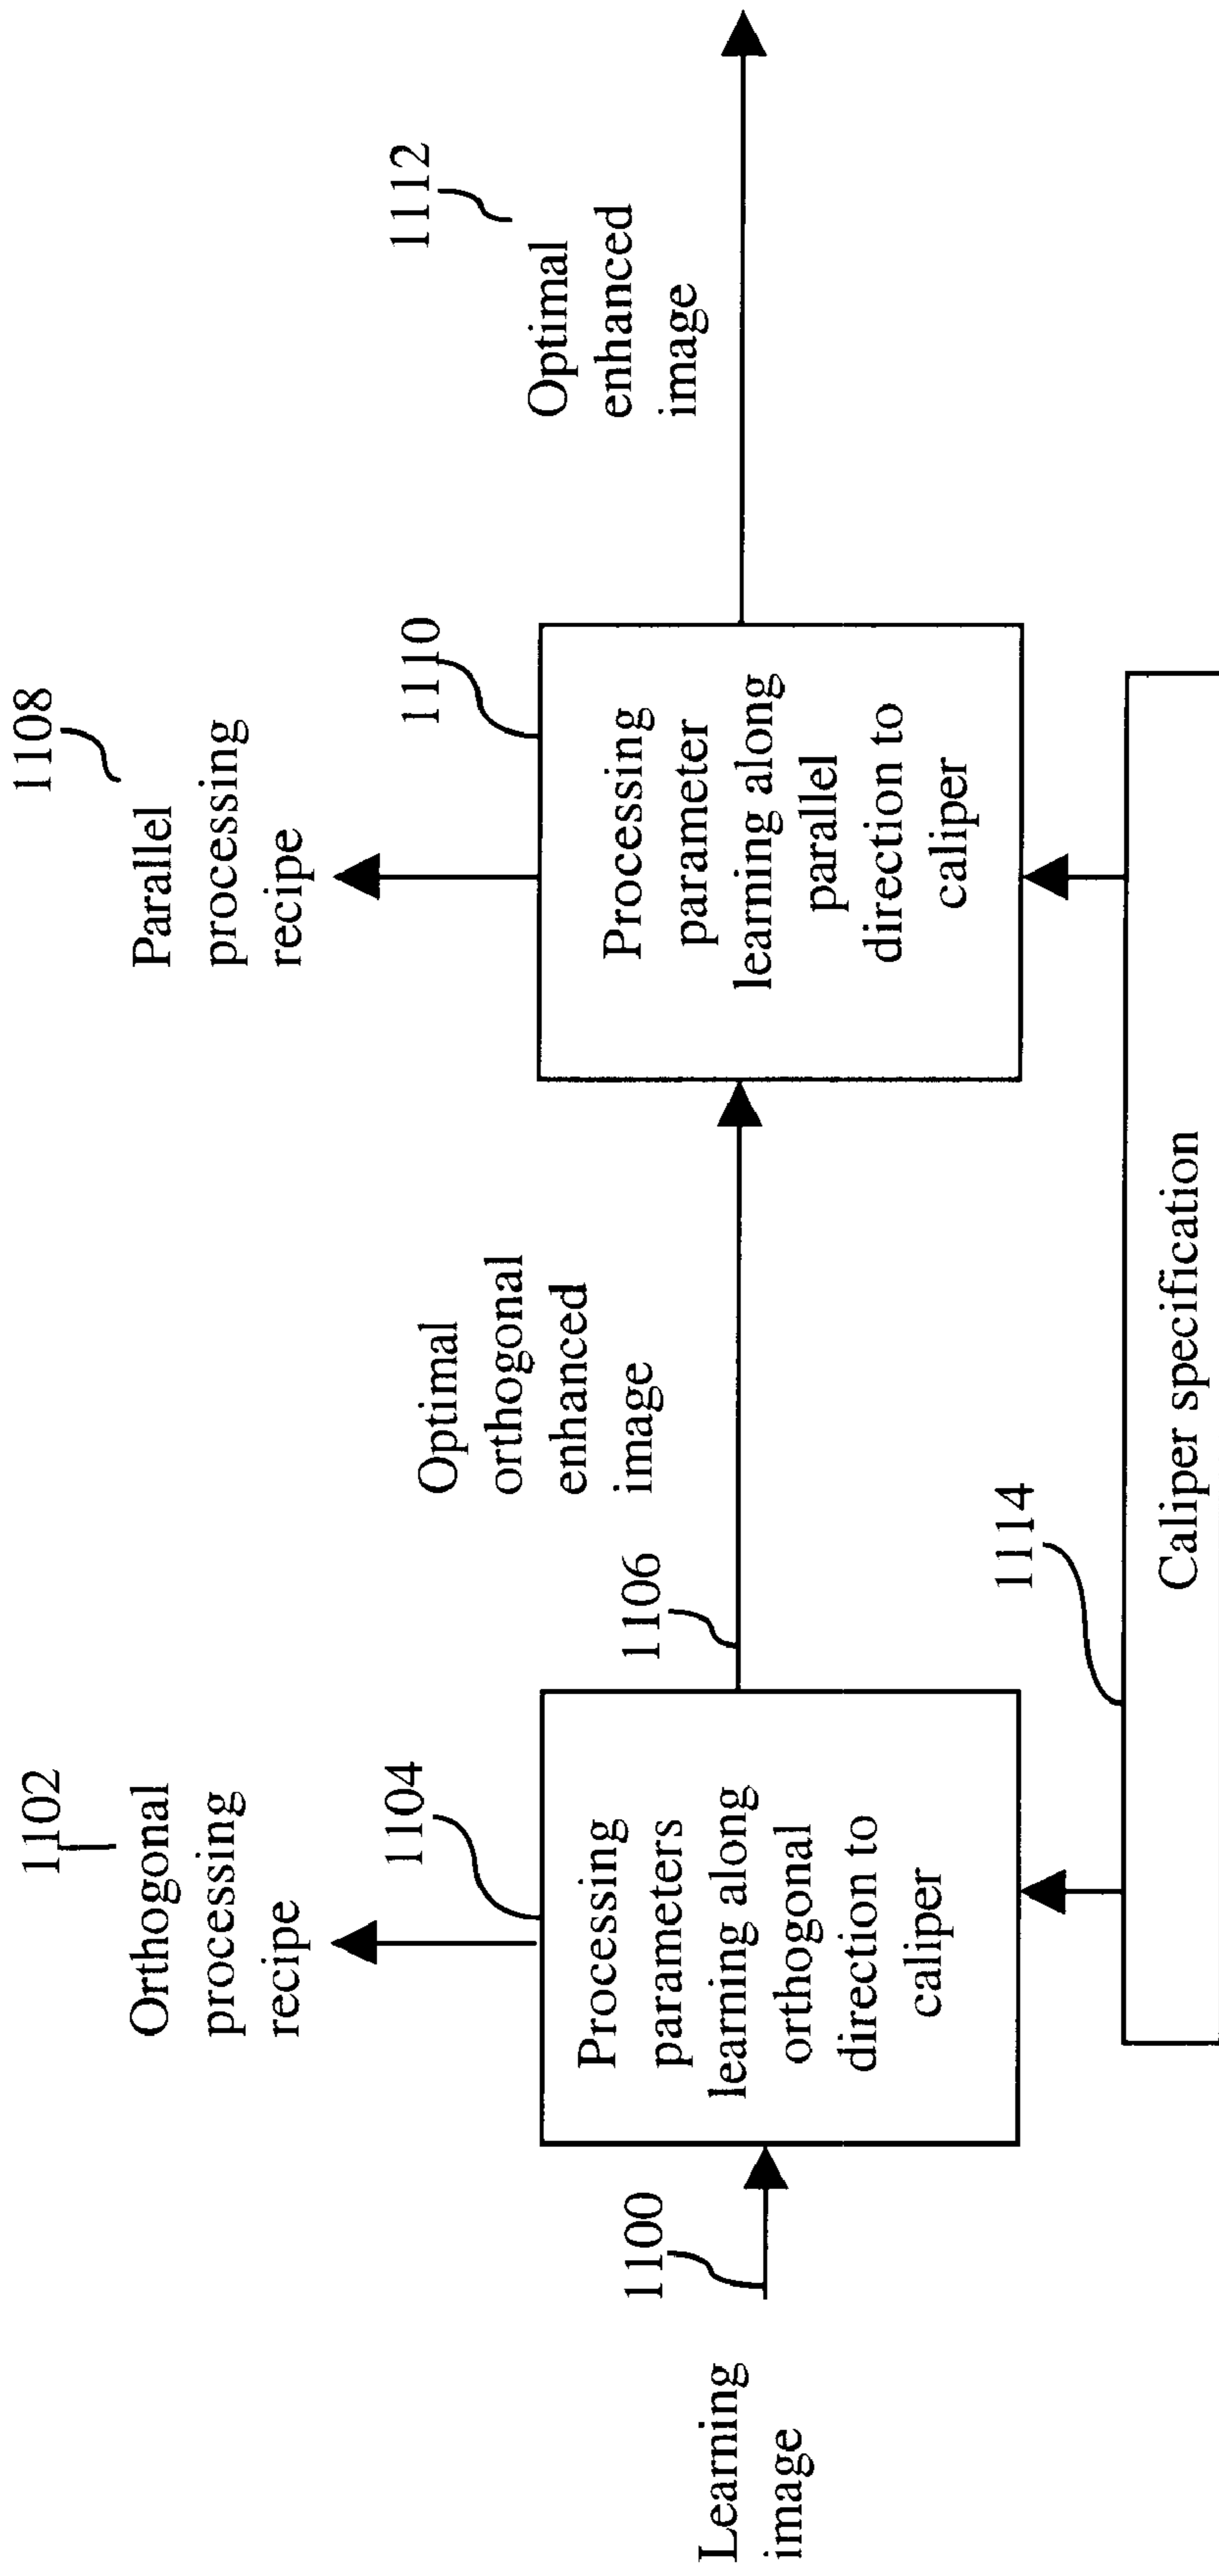 Learning
image
1100
1102
Orthogonal
processing
recipe
1104
Processing
parameters
learning along
orthogonal
direction to
caliper
1106
Optimal
orthogonal
enhanced
image
1108
Parallel
processing
recipe
1110
Processing
parameter
learning along
parallel
direction to
caliper
1112
Optimal
enhanced
image
1114
Caliper specification